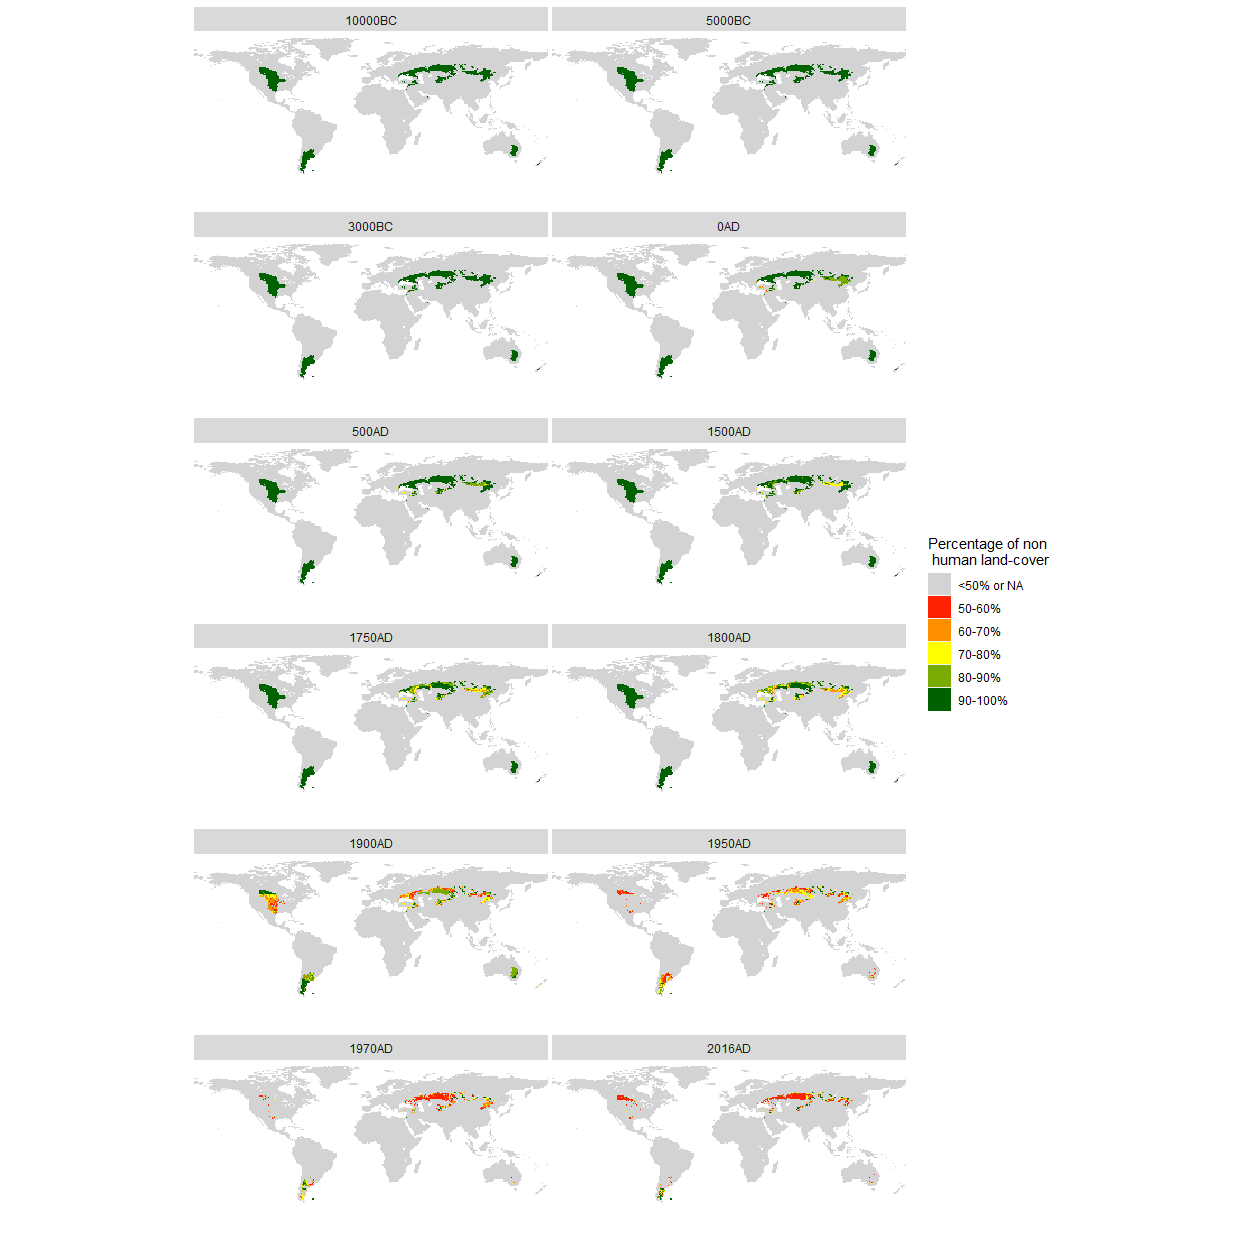 10000BC
5000BC
3000BC
0AD
500AD
1500AD
1750AD
1800AD
1900AD
1950AD
1970AD
2016AD
Percentage of non
human land-cover
<50% or NA
50-60%
60-70%
70-80%
80-90%
90-100%